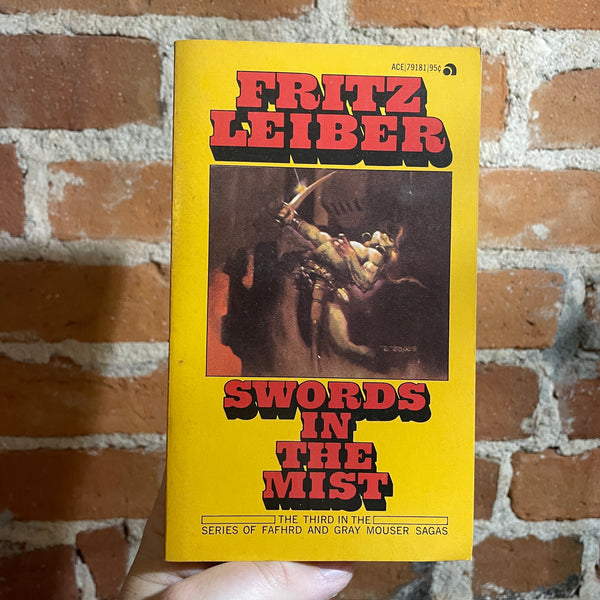 ACE|79181|95¢
FRITZ
LEIBER
SWORDS
IN
THE
MIST
THE THIRD IN THE
SERIES OF FAFHRD AND GRAY MOUSER SAGAS